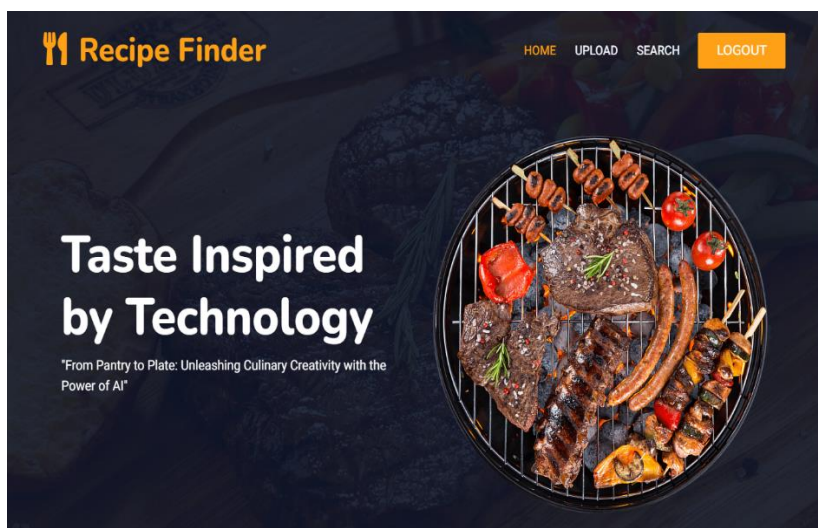 Recipe Finder
HOME UPLOAD SEARCH LOGOUT
Taste Inspired
by Technology
"From Pantry to Plate: Unleashing Culinary Creativity with the
Power of AI"